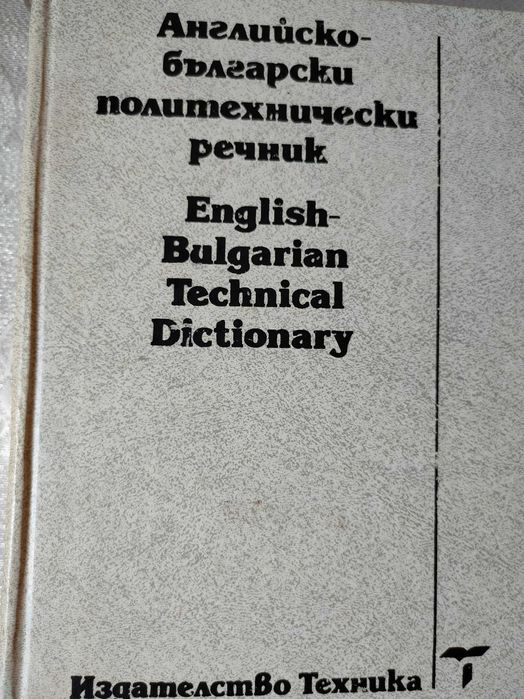 Английско-
български
политехнически
речник
English-
Bulgarian
Technical
Dictionary
Издателство Техника